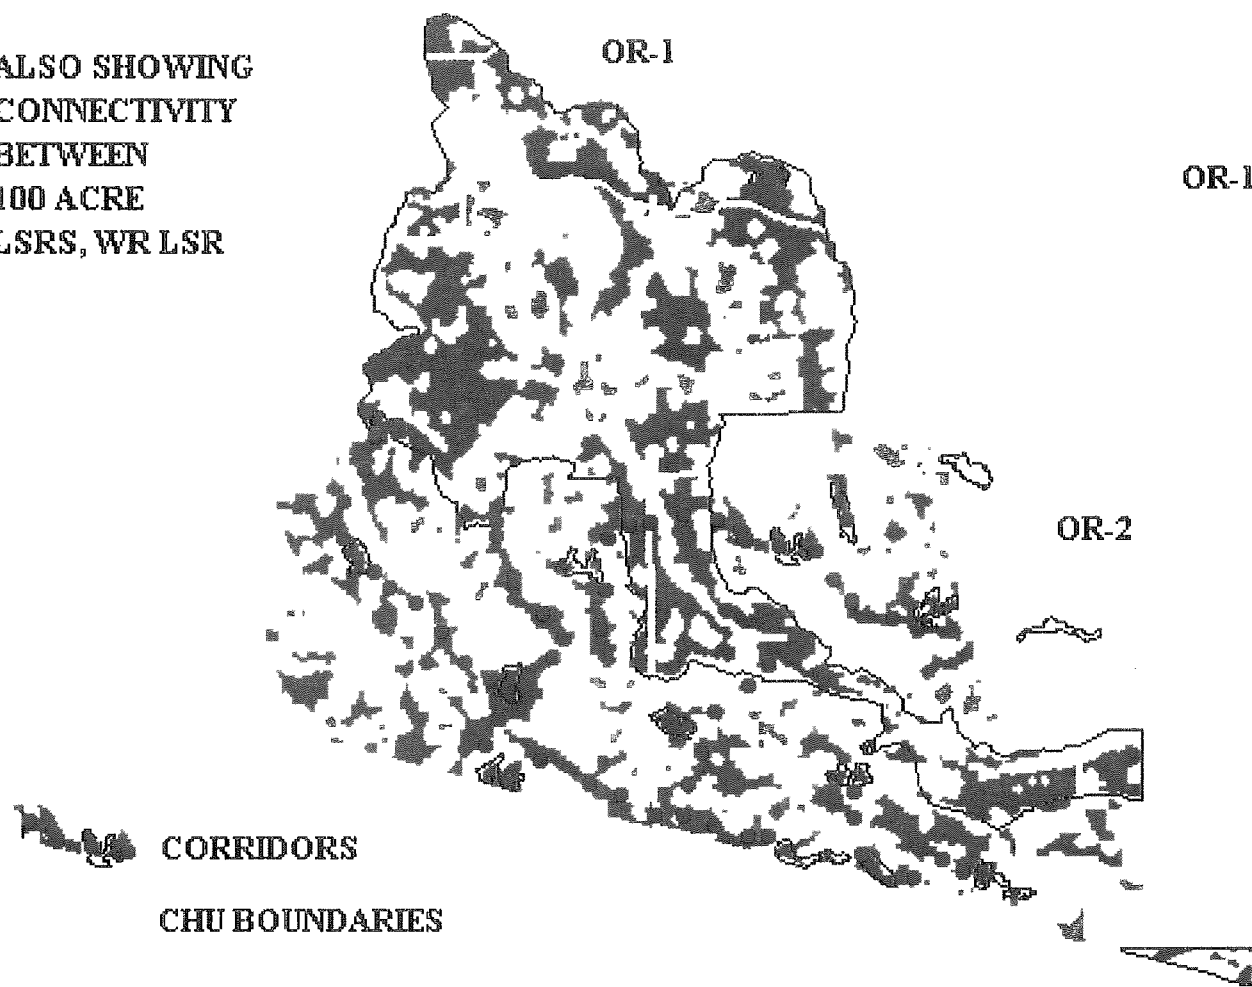 ALSO SHOWING
CONNECTIVITY
BETWEEN
100 ACRE
LSRS, WR LSR
OR-1
OR-1
OR-2
CORRIDORS
CHU BOUNDARIES